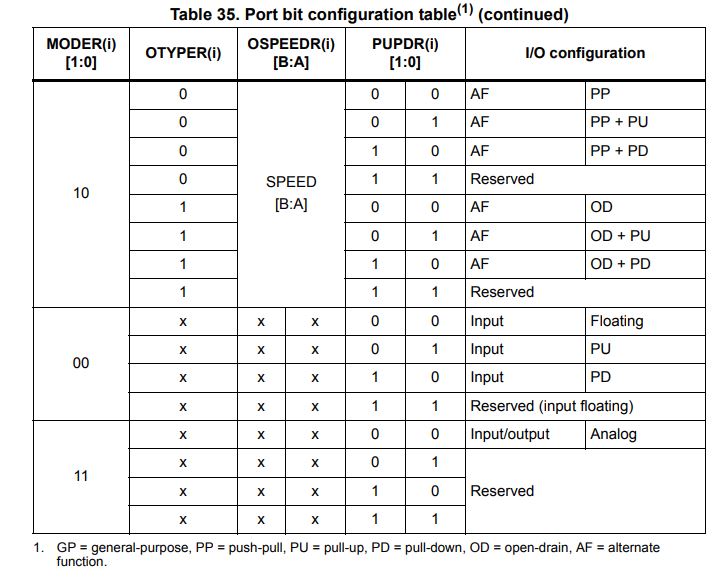 Table 35. Port bit configuration table(1) (continued)
MODER(i) [1:0] OTYPER(i) OSPEEDR(i) [B:A] PUPDR(i) [1:0] I/O configuration
10 SPEED [B:A]
0 0 0 AF PP
0 0 1 AF PP + PU
0 1 0 AF PP + PD
0 1 1 Reserved
1 0 0 AF OD
1 0 1 AF OD + PU
1 1 0 AF OD + PD
1 1 1 Reserved
00
x x x 0 0 Input Floating
x x x 0 1 Input PU
x x x 1 0 Input PD
x x x 1 1 Reserved (input floating)
11
x x x 0 0 Input/output Analog
x x x 0 1 Reserved
x x x 1 0
x x x 1 1
1. GP = general-purpose, PP = push-pull, PU = pull-up, PD = pull-down, OD = open-drain, AF = alternate
function.